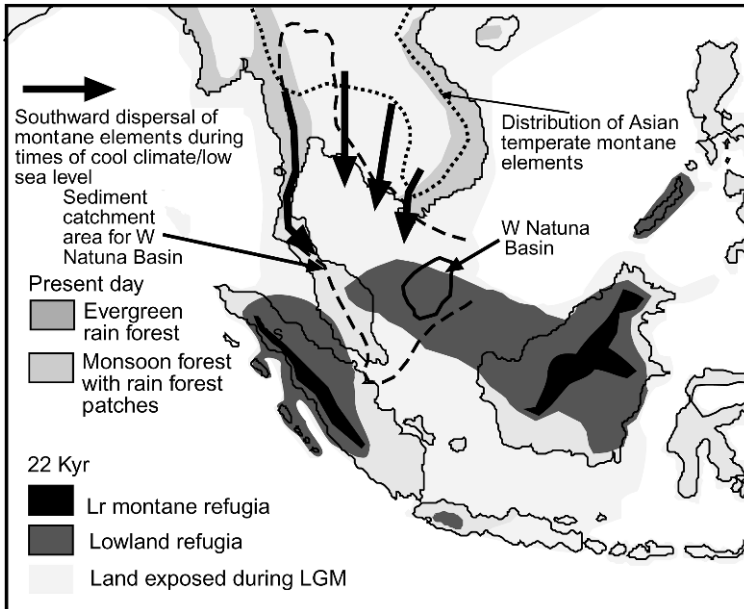 Southward dispersal of
montane elements during
times of cool climate/low
sea level
Distribution of Asian
temperate montane
elements
Sediment
catchment
area for W
Natuna Basin
W Natuna
Basin
Present day
Evergreen
rain forest
Monsoon forest
with rain forest
patches
22 Kyr
Lr montane refugia
Lowland refugia
Land exposed during LGM